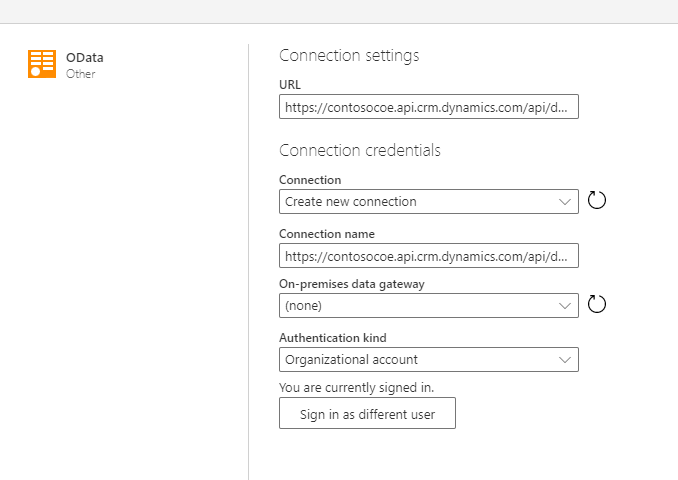 OData
Other
Connection settings
URL
https://contosocoe.api.crm.dynamics.com/api/d...
Connection credentials
Connection
Create new connection
Connection name
https://contosocoe.api.crm.dynamics.com/api/d...
On-premises data gateway
(none)
Authentication kind
Organizational account
You are currently signed in.
Sign in as different user